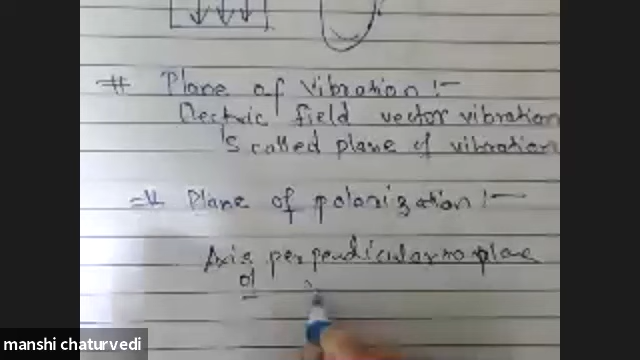 # Plane of vibration :-
Electric field vector vibration
is called plane of vibration
# Plane of polarization :-
Axis perpendicular to plane
of
manshi chaturvedi